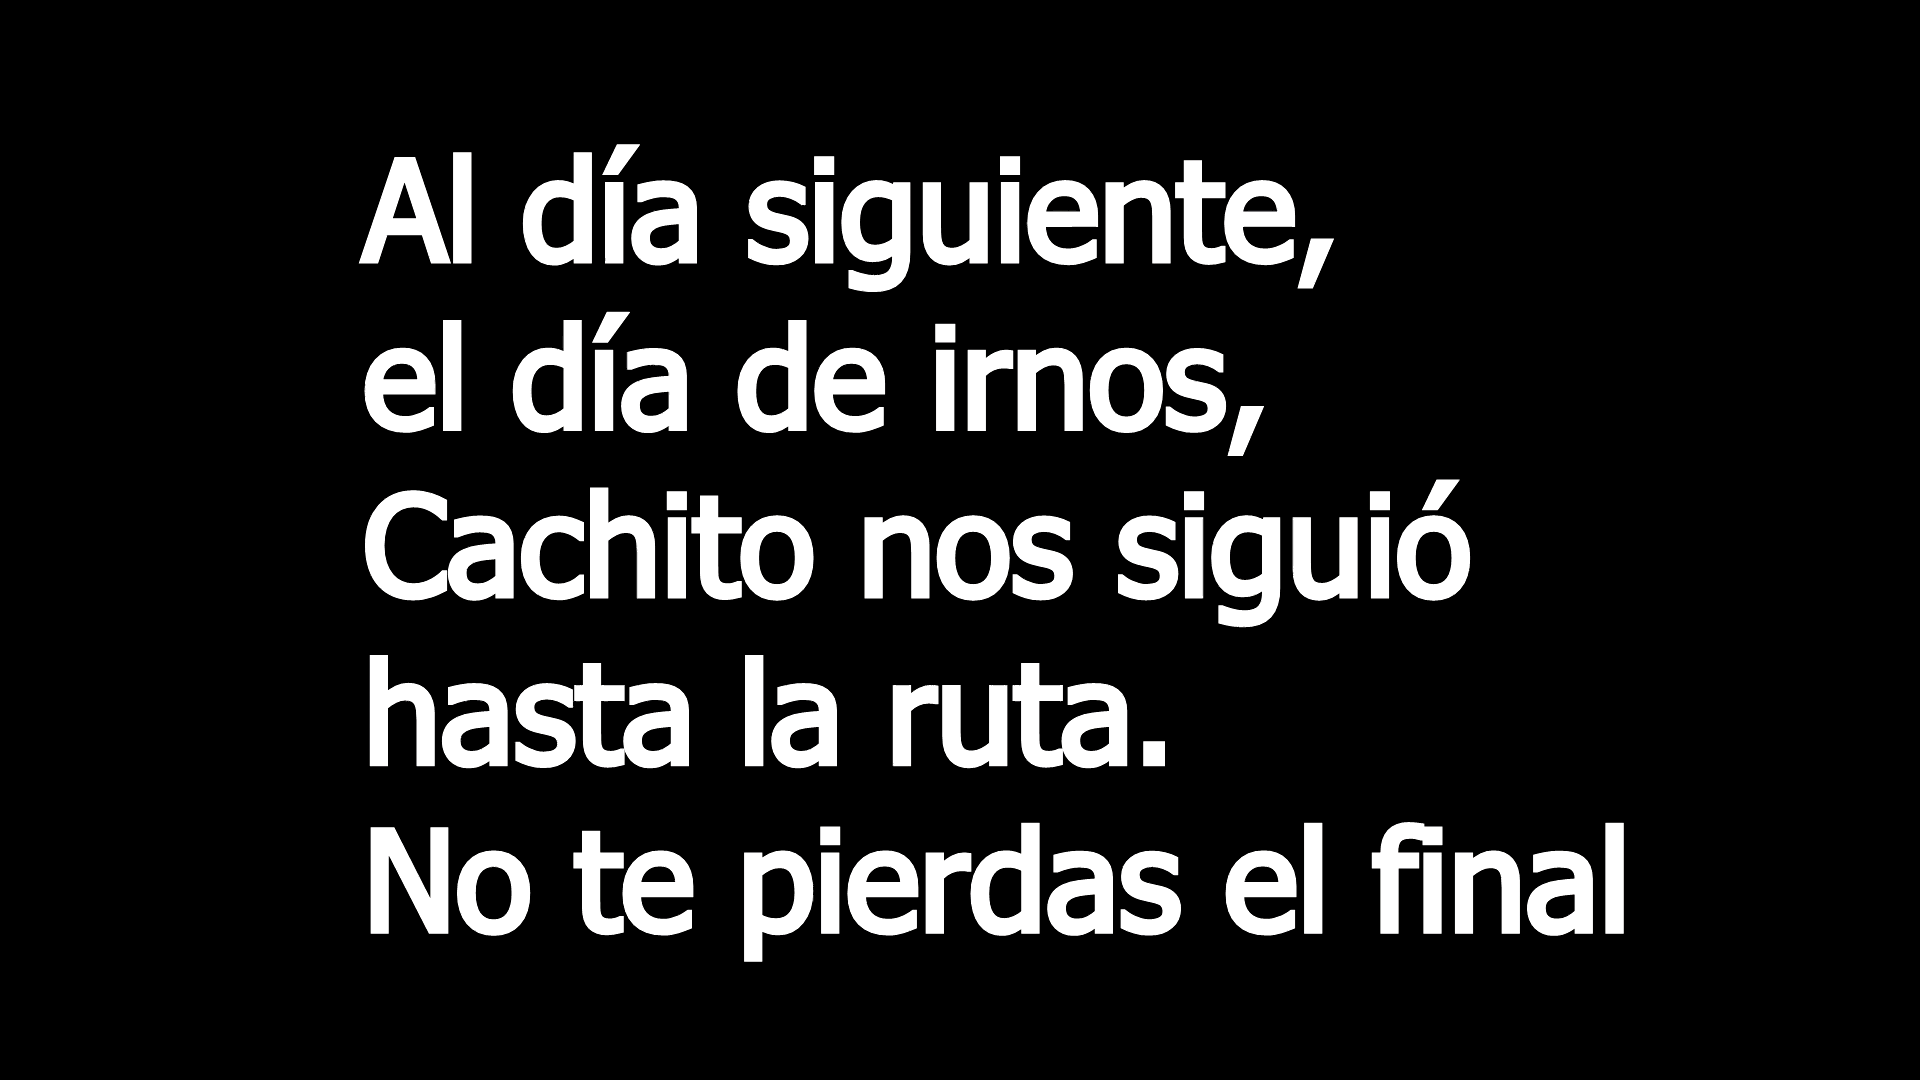 Al día siguiente,
el día de irnos,
Cachito nos siguió
hasta la ruta.
No te pierdas el final